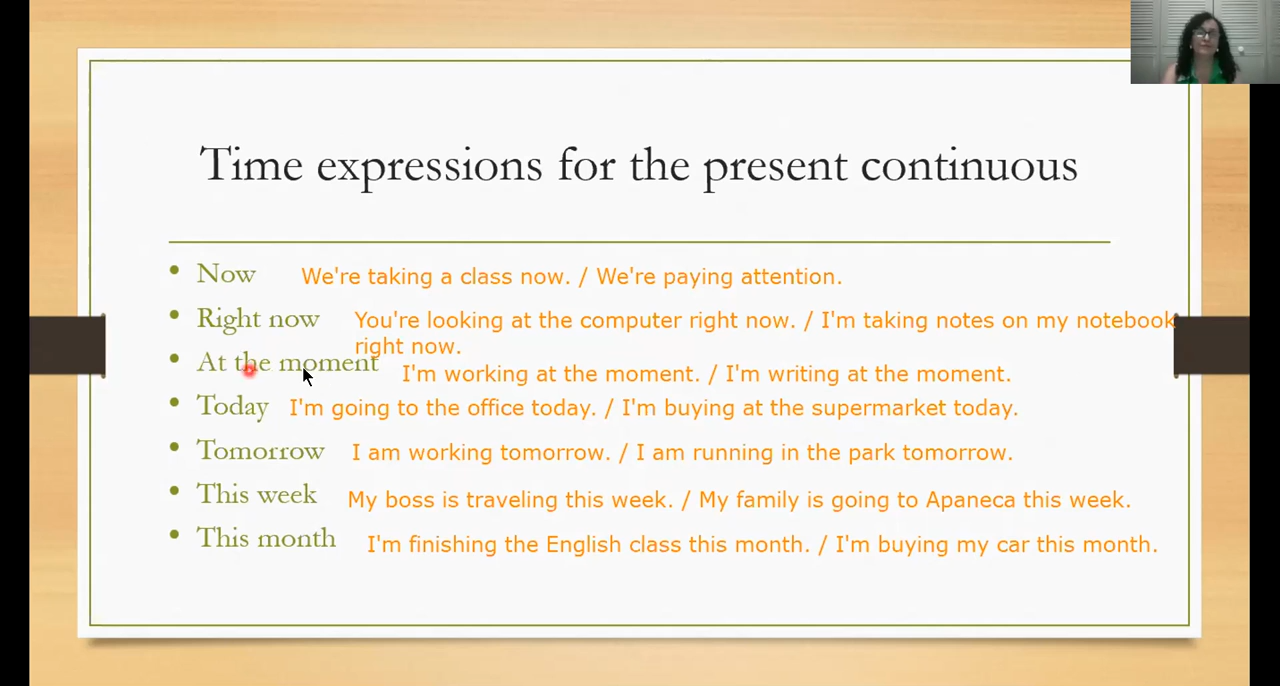 Time expressions for the present continuous
• Now We're taking a class now. / We're paying attention.
• Right now You're looking at the computer right now. / I'm taking notes on my notebook
right now.
• At the moment I'm working at the moment. / I'm writing at the moment.
• Today I'm going to the office today. / I'm buying at the supermarket today.
• Tomorrow I am working tomorrow. / I am running in the park tomorrow.
• This week My boss is traveling this week. / My family is going to Apaneca this week.
• This month I'm finishing the English class this month. / I'm buying my car this month.